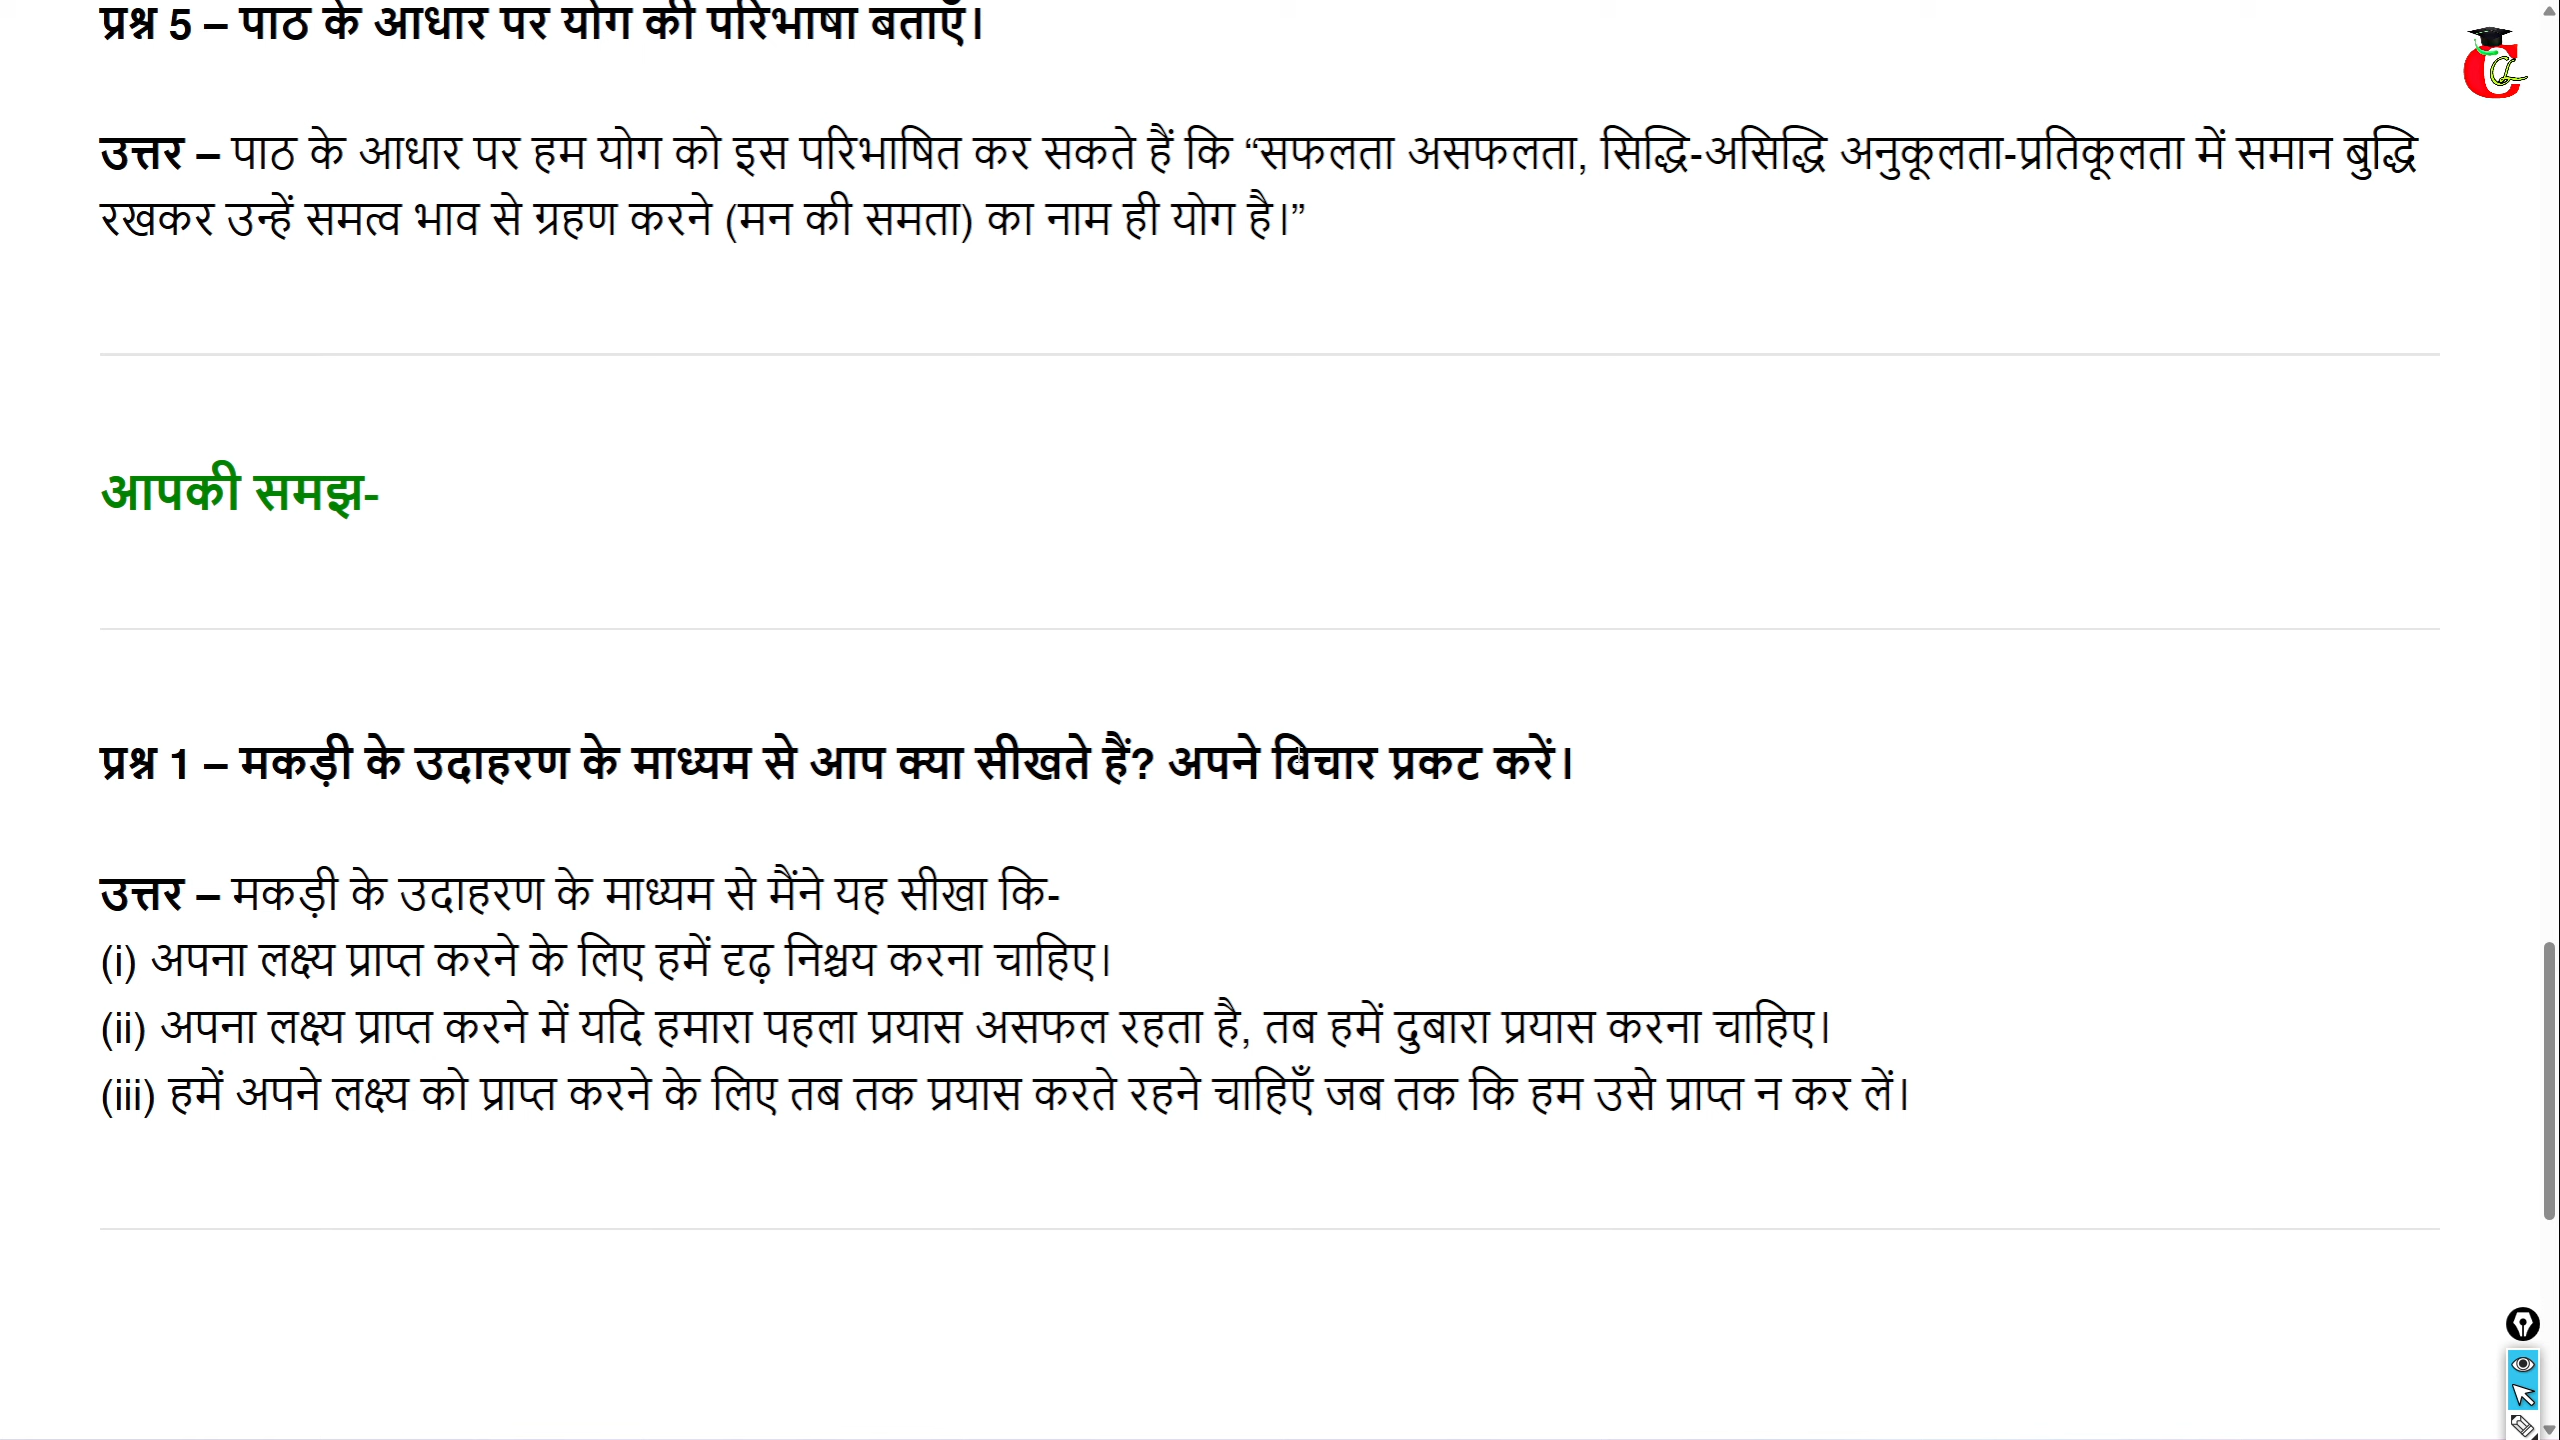 प्रश्न 5 – पाठ के आधार पर योग की परिभाषा बताएँ।
उत्तर – पाठ के आधार पर हम योग को इस परिभाषित कर सकते हैं कि “सफलता असफलता, सिद्धि-असिद्धि अनुकूलता-प्रतिकूलता में समान बुद्धि
रखकर उन्हें समत्व भाव से ग्रहण करने (मन की समता) का नाम ही योग है।”
आपकी समझ-
प्रश्न 1 – मकड़ी के उदाहरण के माध्यम से आप क्या सीखते हैं? अपने विचार प्रकट करें।
उत्तर – मकड़ी के उदाहरण के माध्यम से मैंने यह सीखा कि-
(i) अपना लक्ष्य प्राप्त करने के लिए हमें दृढ़ निश्चय करना चाहिए।
(ii) अपना लक्ष्य प्राप्त करने में यदि हमारा पहला प्रयास असफल रहता है, तब हमें दुबारा प्रयास करना चाहिए।
(iii) हमें अपने लक्ष्य को प्राप्त करने के लिए तब तक प्रयास करते रहने चाहिएँ जब तक कि हम उसे प्राप्त न कर लें।